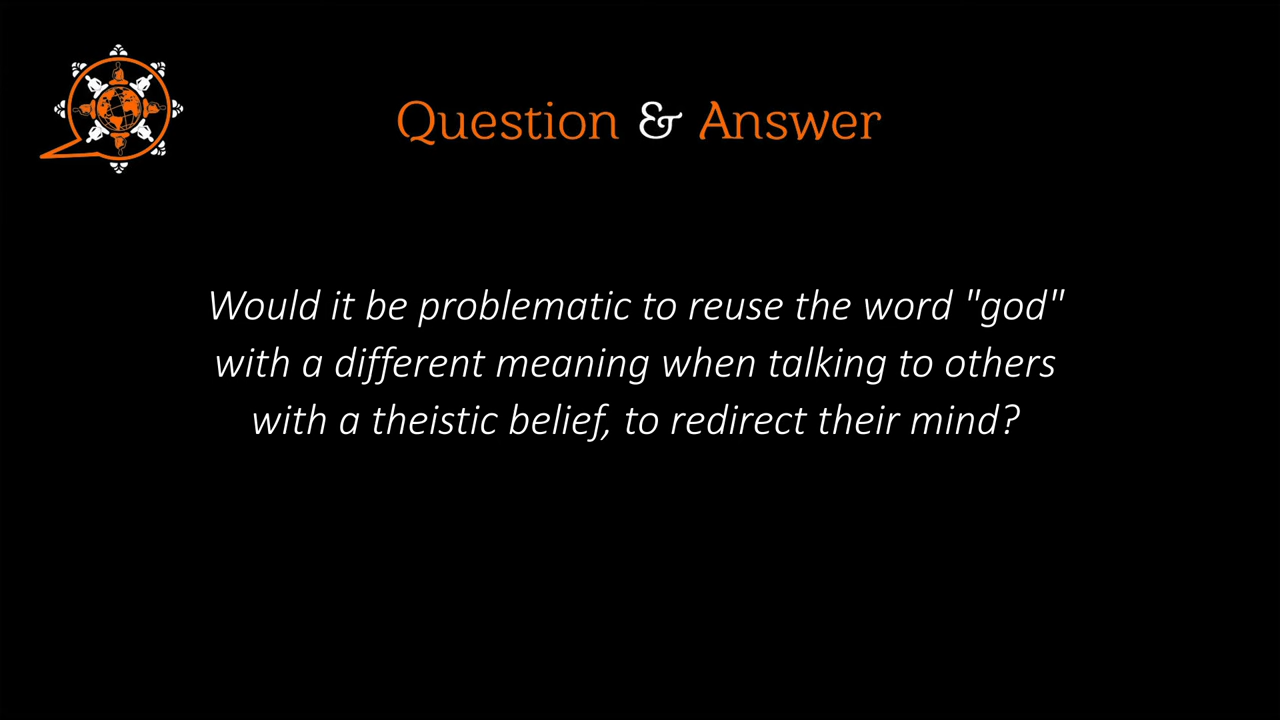 Question & Answer
Would it be problematic to reuse the word "god"
with a different meaning when talking to others
with a theistic belief, to redirect their mind?